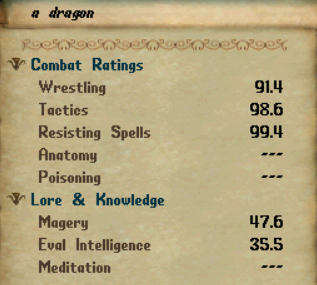 a dragon
Combat Ratings
Wrestling 91.4
Tactics 98.6
Resisting Spells 99.4
Anatomy ---
Poisoning ---
Lore & Knowledge
Magery 47.6
Eval Intelligence 35.5
Meditation ---